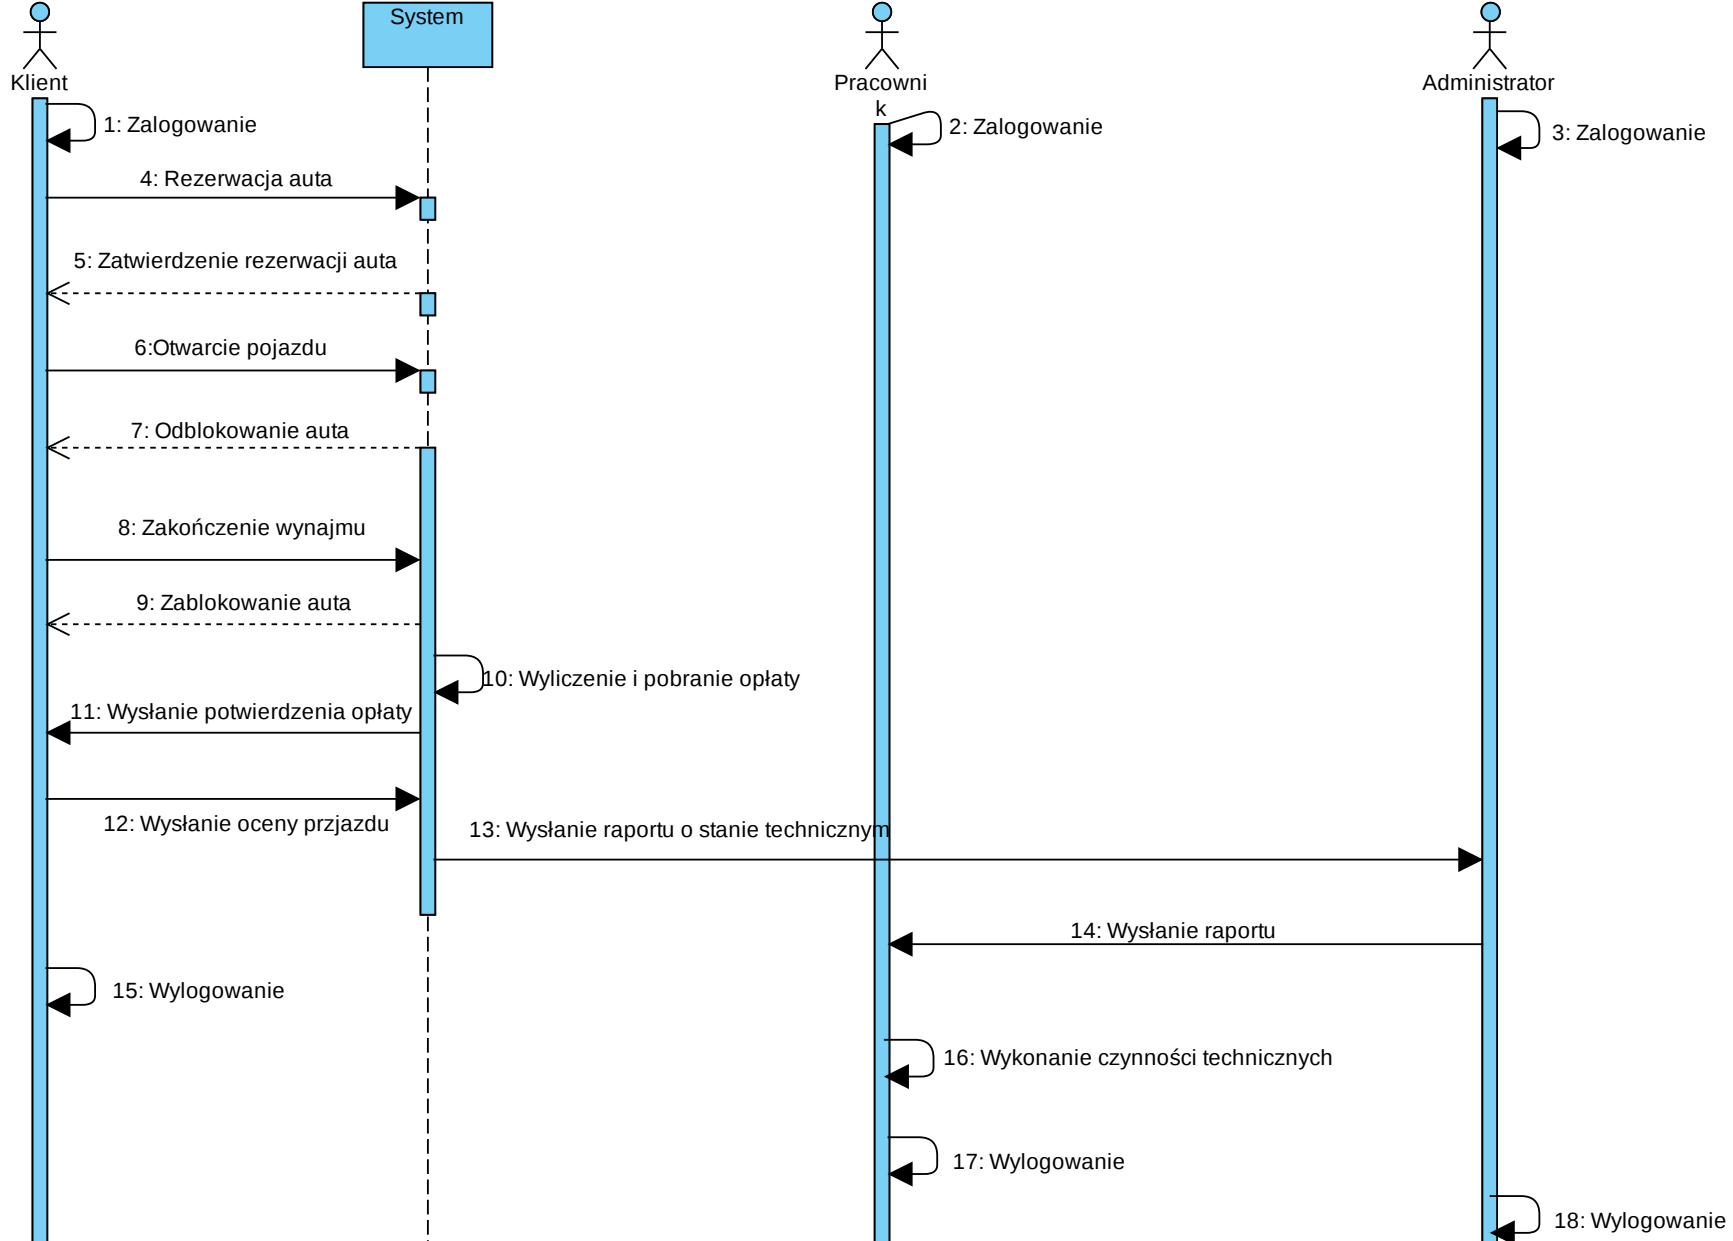 Klient
System
Pracowni
k
Administrator
1: Zalogowanie
2: Zalogowanie
3: Zalogowanie
4: Rezerwacja auta
5: Zatwierdzenie rezerwacji auta
6:Otwarcie pojazdu
7: Odblokowanie auta
8: Zakończenie wynajmu
9: Zablokowanie auta
10: Wyliczenie i pobranie opłaty
11: Wysłanie potwierdzenia opłaty
12: Wysłanie oceny przjazdu
13: Wysłanie raportu o stanie technicznym
14: Wysłanie raportu
15: Wylogowanie
16: Wykonanie czynności technicznych
17: Wylogowanie
18: Wylogowanie